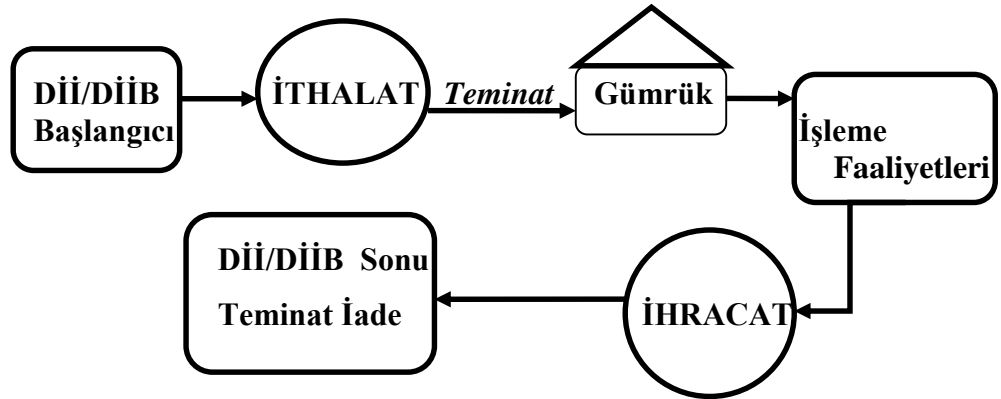 Dİİ/DİİB
Başlangıcı
İTHALAT
Teminat
Gümrük
İşleme
Faaliyetleri
İHRACAT
Dİİ/DİİB Sonu
Teminat İade